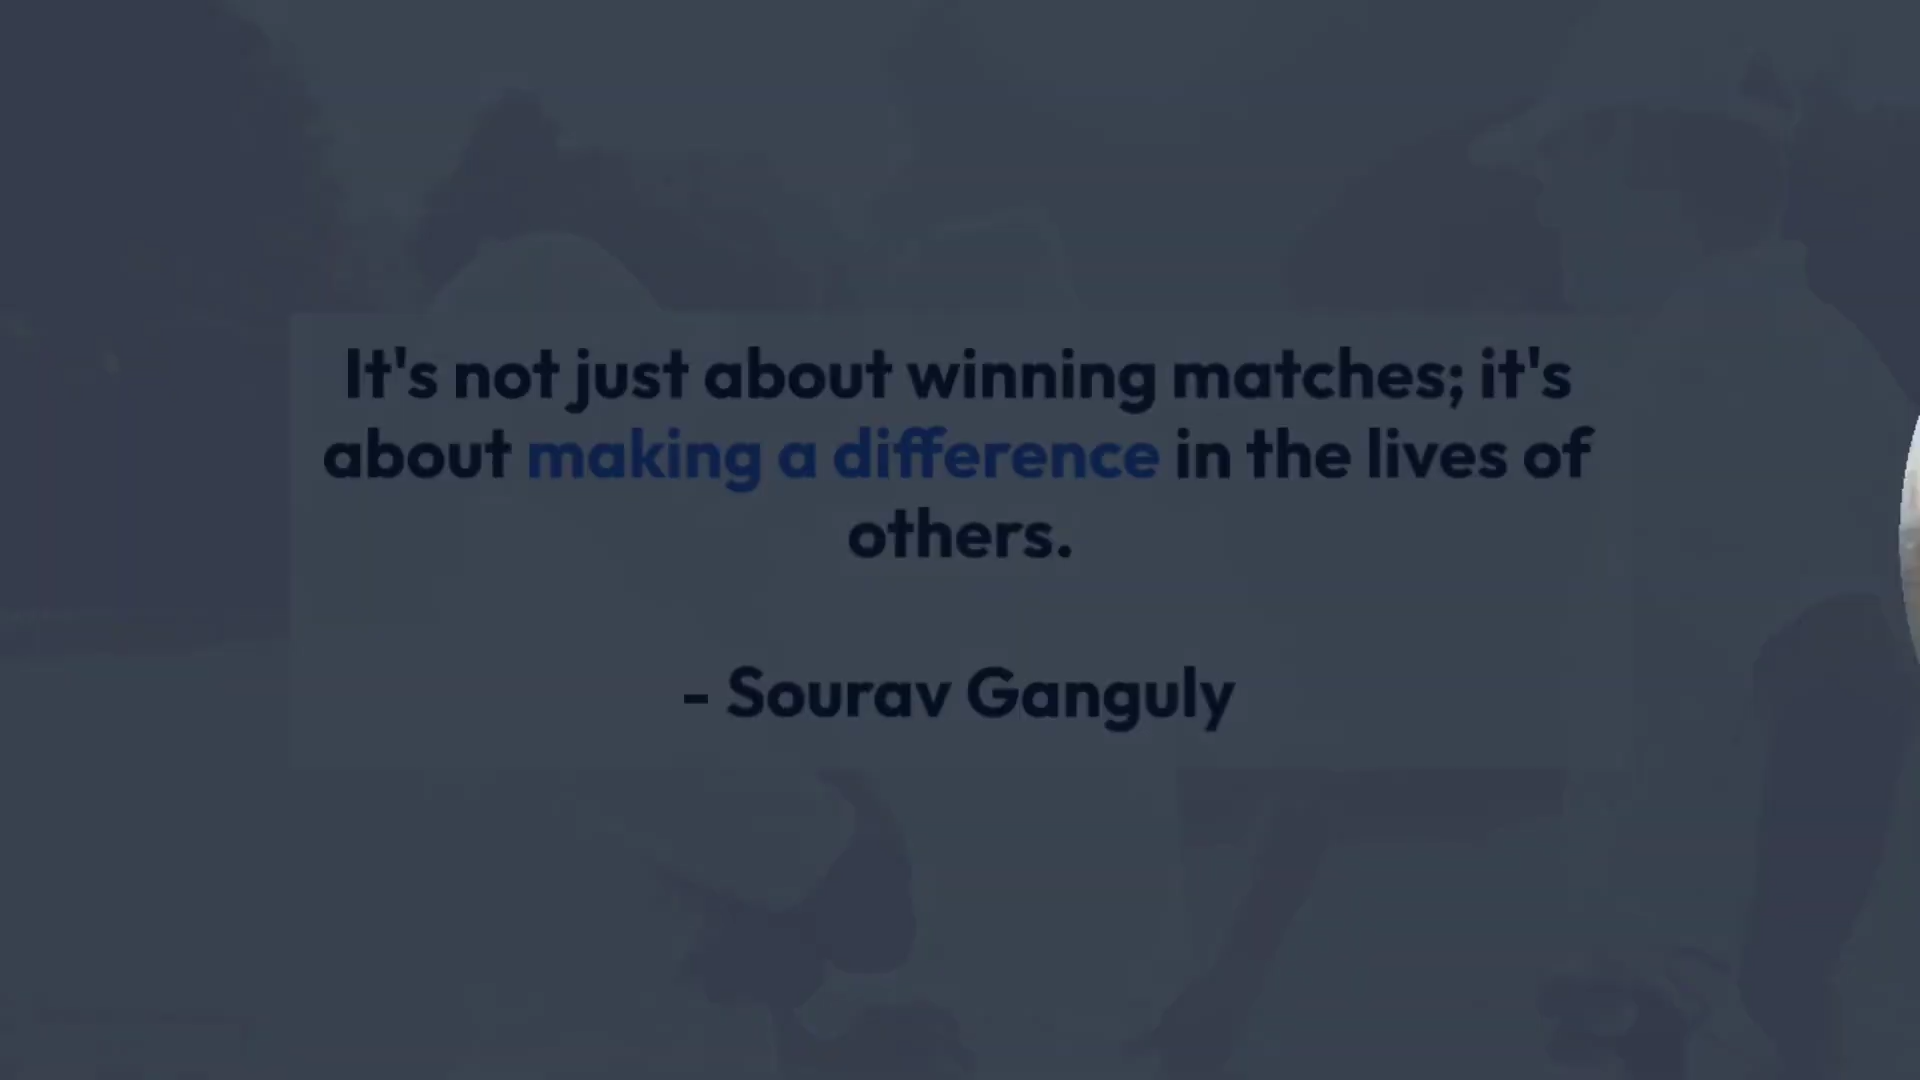 It's not just about winning matches; it's
about making a difference in the lives of
others.
- Sourav Ganguly